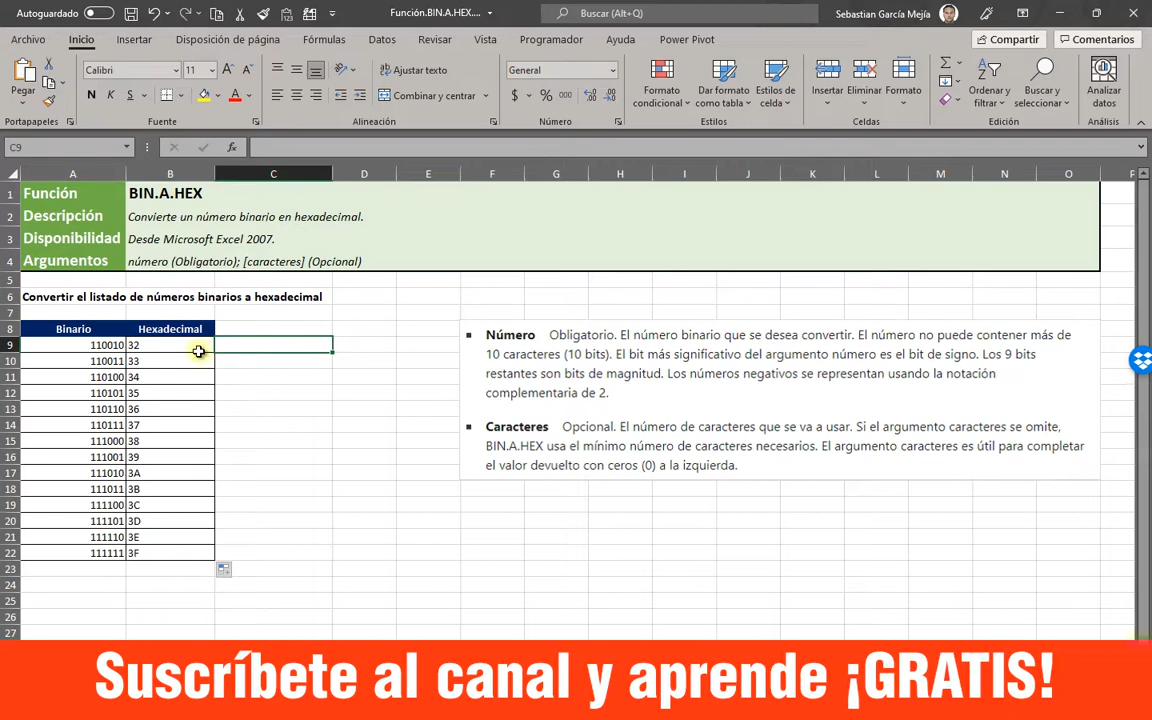 Autoguardado
Función.BIN.A.HEX....
Buscar (Alt+Q)
Sebastian García Mejía
Archivo Inicio Insertar Disposición de página Fórmulas Datos Revisar Vista Programador Ayuda Power Pivot
Compartir Comentarios
Pegar
Calibri 11
N K S
Ajustar texto
Combinar y centrar
General
$ % 000
Formato condicional
Dar formato como tabla
Estilos de celda
Insertar Eliminar Formato
Ordenar y filtrar
Buscar y seleccionar
Analizar datos
Portapapeles Fuente Alineación Número Estilos Celdas Edición Análisis
C9 fx
A B C D E F G H I J K L M N O P
1 Función BIN.A.HEX
2 Descripción Convierte un número binario en hexadecimal.
3 Disponibilidad Desde Microsoft Excel 2007.
4 Argumentos número (Obligatorio); [caracteres] (Opcional)
5
6 Convertir el listado de números binarios a hexadecimal
7
8 Binario Hexadecimal
9 110010 32
10 110011 33
11 110100 34
12 110101 35
13 110110 36
14 110111 37
15 111000 38
16 111001 39
17 111010 3A
18 111011 3B
19 111100 3C
20 111101 3D
21 111110 3E
22 111111 3F
23
24
25
26
27
Número Obligatorio. El número binario que se desea convertir. El número no puede contener más de
10 caracteres (10 bits). El bit más significativo del argumento número es el bit de signo. Los 9 bits
restantes son bits de magnitud. Los números negativos se representan usando la notación
complementaria de 2.
Caracteres Opcional. El número de caracteres que se va a usar. Si el argumento caracteres se omite,
BIN.A.HEX usa el mínimo número de caracteres necesarios. El argumento caracteres es útil para completar
el valor devuelto con ceros (0) a la izquierda.
Suscríbete al canal y aprende ¡GRATIS!